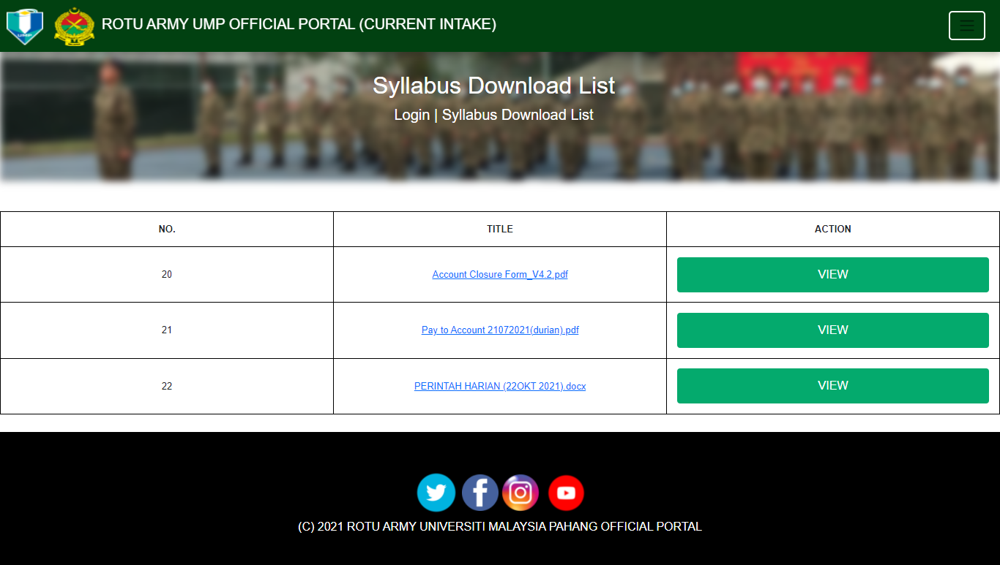 UMP
ROTU ARMY UMP OFFICIAL PORTAL (CURRENT INTAKE)
Syllabus Download List
Login | Syllabus Download List
NO. TITLE ACTION
20 Account Closure Form_V4.2.pdf VIEW
21 Pay to Account 21072021(durian).pdf VIEW
22 PERINTAH HARIAN (22OKT 2021).docx VIEW
(C) 2021 ROTU ARMY UNIVERSITI MALAYSIA PAHANG OFFICIAL PORTAL